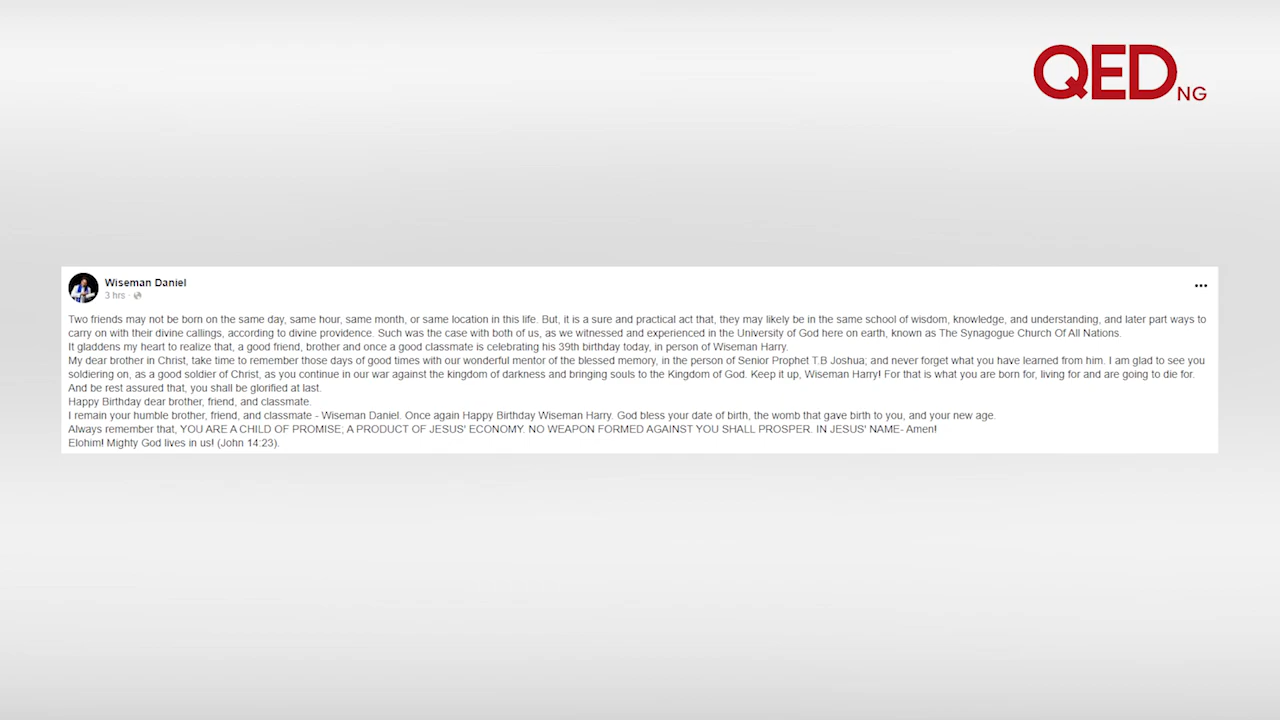 QED NG
Wiseman Daniel
3 hrs ·
Two friends may not be born on the same day, same hour, same month, or same location in this life. But, it is a sure and practical act that, they may likely be in the same school of wisdom, knowledge, and understanding, and later part ways to
carry on with their divine callings, according to divine providence. Such was the case with both of us, as we witnessed and experienced in the University of God here on earth, known as The Synagogue Church Of All Nations.
It gladdens my heart to realize that, a good friend, brother and once a good classmate is celebrating his 39th birthday today, in person of Wiseman Harry.
My dear brother in Christ, take time to remember those days of good times with our wonderful mentor of the blessed memory, in the person of Senior Prophet T.B Joshua; and never forget what you have learned from him. I am glad to see you
soldiering on, as a good soldier of Christ, as you continue in our war against the kingdom of darkness and bringing souls to the Kingdom of God. Keep it up, Wiseman Harry! For that is what you are born for, living for and are going to die for.
And be rest assured that, you shall be glorified at last.
Happy Birthday dear brother, friend, and classmate.
I remain your humble brother, friend, and classmate - Wiseman Daniel. Once again Happy Birthday Wiseman Harry. God bless your date of birth, the womb that gave birth to you, and your new age.
Always remember that, YOU ARE A CHILD OF PROMISE; A PRODUCT OF JESUS' ECONOMY. NO WEAPON FORMED AGAINST YOU SHALL PROSPER. IN JESUS' NAME- Amen!
Elohim! Mighty God lives in us! (John 14:23).